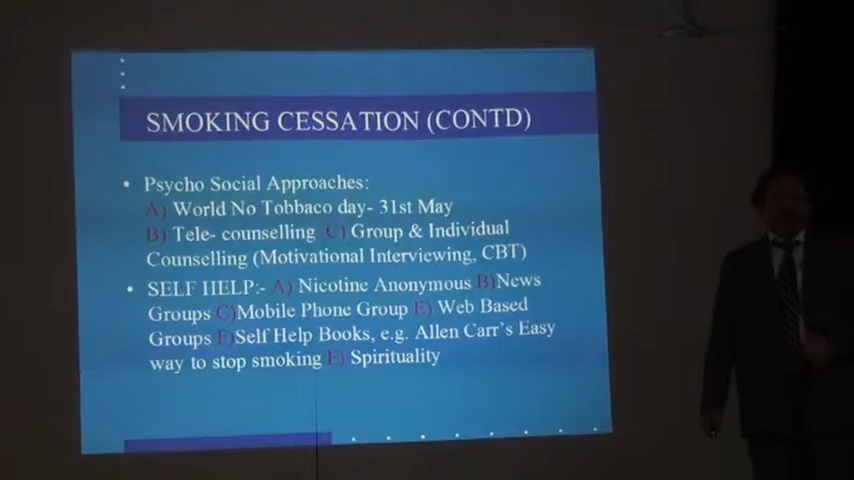 SMOKING CESSATION (CONTD)
• Psycho Social Approaches:
A) World No Tobbaco day- 31st May
B) Tele- counselling C) Group & Individual
Counselling (Motivational Interviewing, CBT)
• SELF HELP:- A) Nicotine Anonymous B)News
Groups C)Mobile Phone Group E) Web Based
Groups F)Self Help Books, e.g. Allen Carr's Easy
way to stop smoking F) Spirituality